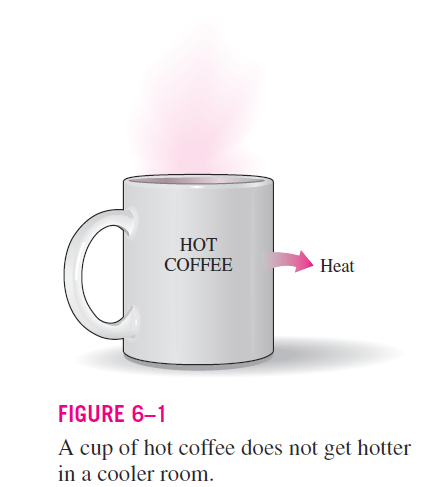 HOT
COFFEE
Heat
FIGURE 6–1
A cup of hot coffee does not get hotter
in a cooler room.